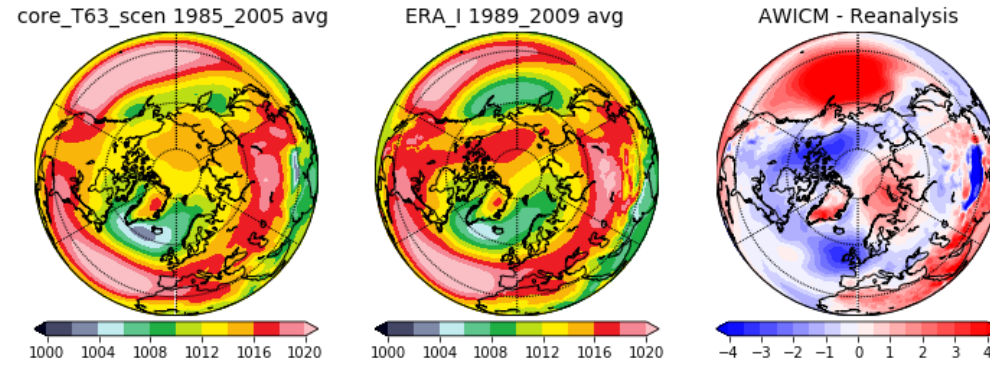 core_T63_scen 1985_2005 avg
ERA_I 1989_2009 avg
AWICM - Reanalysis
1000 1004 1008 1012 1016 1020
1000 1004 1008 1012 1016 1020
−4 −3 −2 −1 0 1 2 3 4